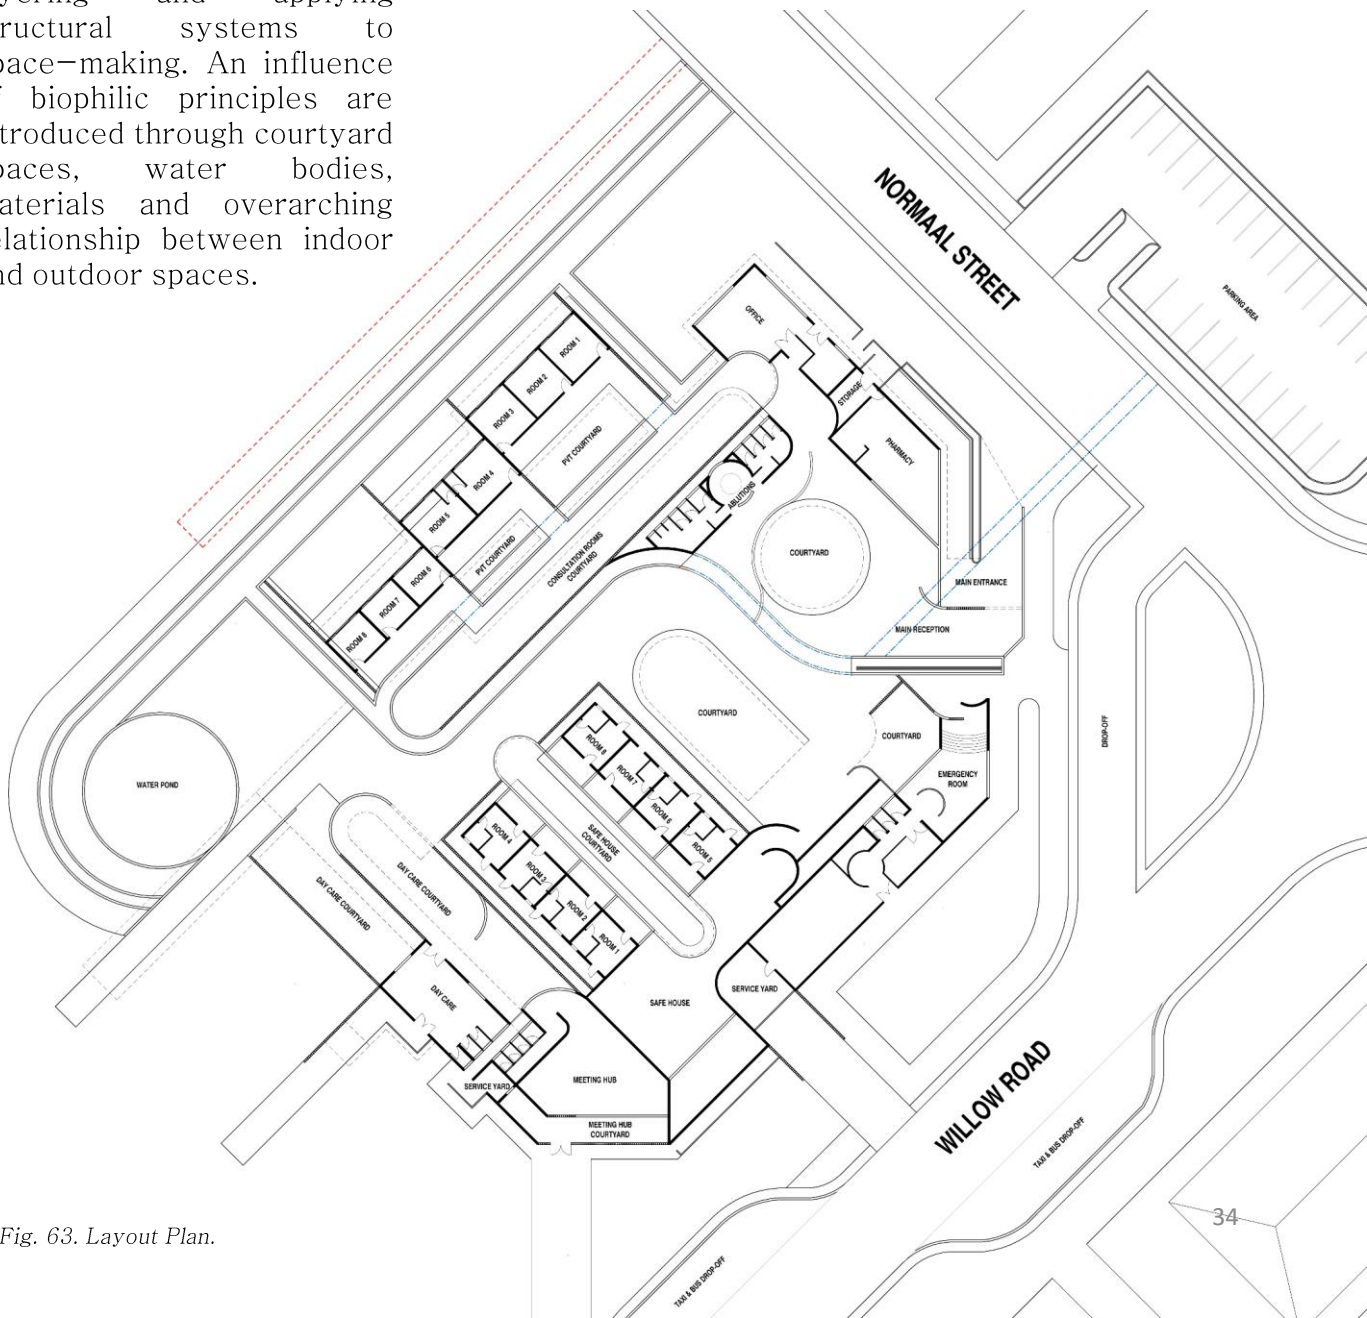 ructural systems to
pace-making. An influence
f biophilic principles are
troduced through courtyard
paces, water bodies,
aterials and overarching
elationship between indoor
nd outdoor spaces.
NORMAAL STREET
PARKING AREA
OFFICE
STORAGE
PHARMACY
ROOM 1
ROOM 2
ROOM 3
PVT COURTYARD
ROOM 4
ROOM 5
PVT COURTYARD
ROOM 6
ROOM 7
ROOM 8
CONSULTATION ROOMS
COURTYARD
ABLUTIONS
COURTYARD
MAIN ENTRANCE
MAIN RECEPTION
COURTYARD
COURTYARD
EMERGENCY
ROOM
DROP-OFF
WATER POND
ROOM 8
ROOM 7
ROOM 6
ROOM 5
SAFE HOUSE
COURTYARD
ROOM 4
ROOM 3
ROOM 2
ROOM 1
DAY CARE COURTYARD
DAY CARE COURTYARD
DAY CARE
SAFE HOUSE
SERVICE YARD
SERVICE YARD
MEETING HUB
MEETING HUB
COURTYARD
WILLOW ROAD
TAXI & BUS DROP-OFF
TAXI & BUS DROP-OFF
Fig. 63. Layout Plan.
34